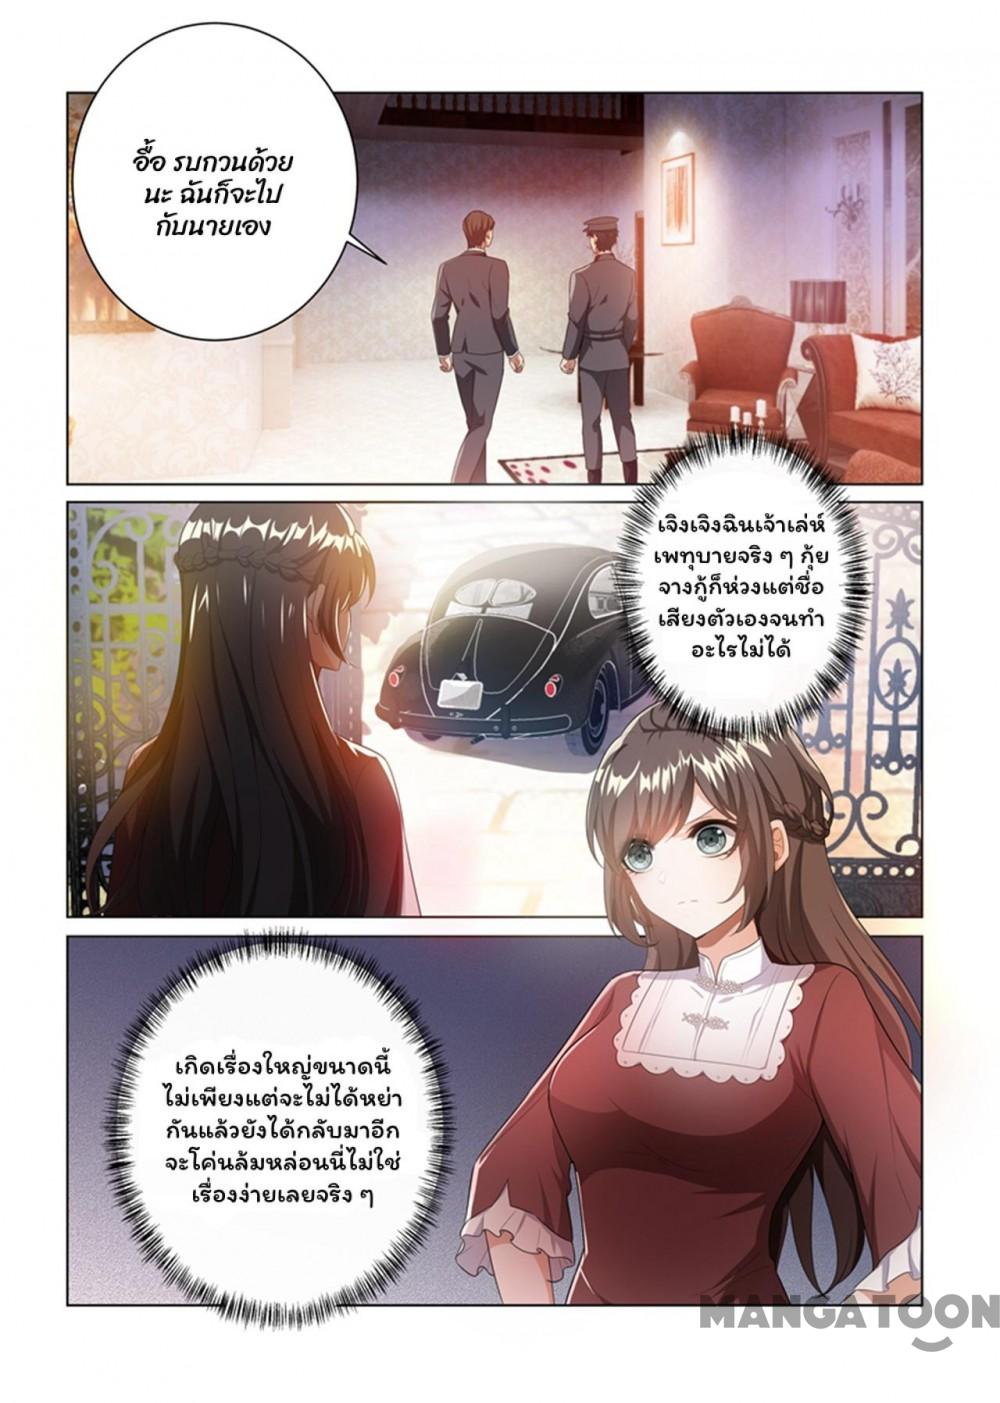 อื้อ รบกวนด้วย
นะ ฉันก็จะไป
กับนายเอง
เจิงเจิงฉินเจ้าเล่ห์
เพทุบายจริง ๆ กุ้ย
จางกู้ก็ห่วงแต่ชื่อ
เสียงตัวเองจนทำ
อะไรไม่ได้
เกิดเรื่องใหญ่ขนาดนี้
ไม่เพียงแต่จะไม่ได้หย่า
กันแล้วยังได้กลับมาอีก
จะโค่นล้มหล่อนนี่ไม่ใช่
เรื่องง่ายเลยจริง ๆ
MANGATOON